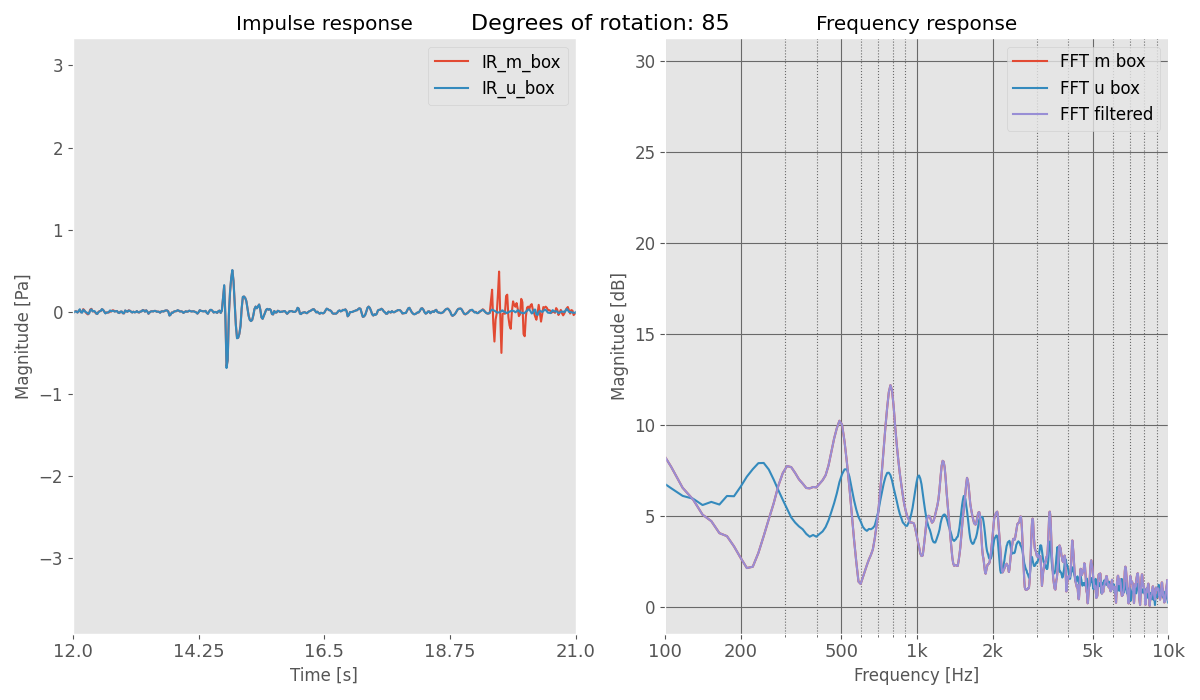 Degrees of rotation: 85
Impulse response
IR_m_box
IR_u_box
Magnitude [Pa]
3
2
1
0
−1
−2
−3
12.0 14.25 16.5 18.75 21.0
Time [s]
Frequency response
FFT m box
FFT u box
FFT filtered
Magnitude [dB]
30
25
20
15
10
5
0
100 200 500 1k 2k 5k 10k
Frequency [Hz]